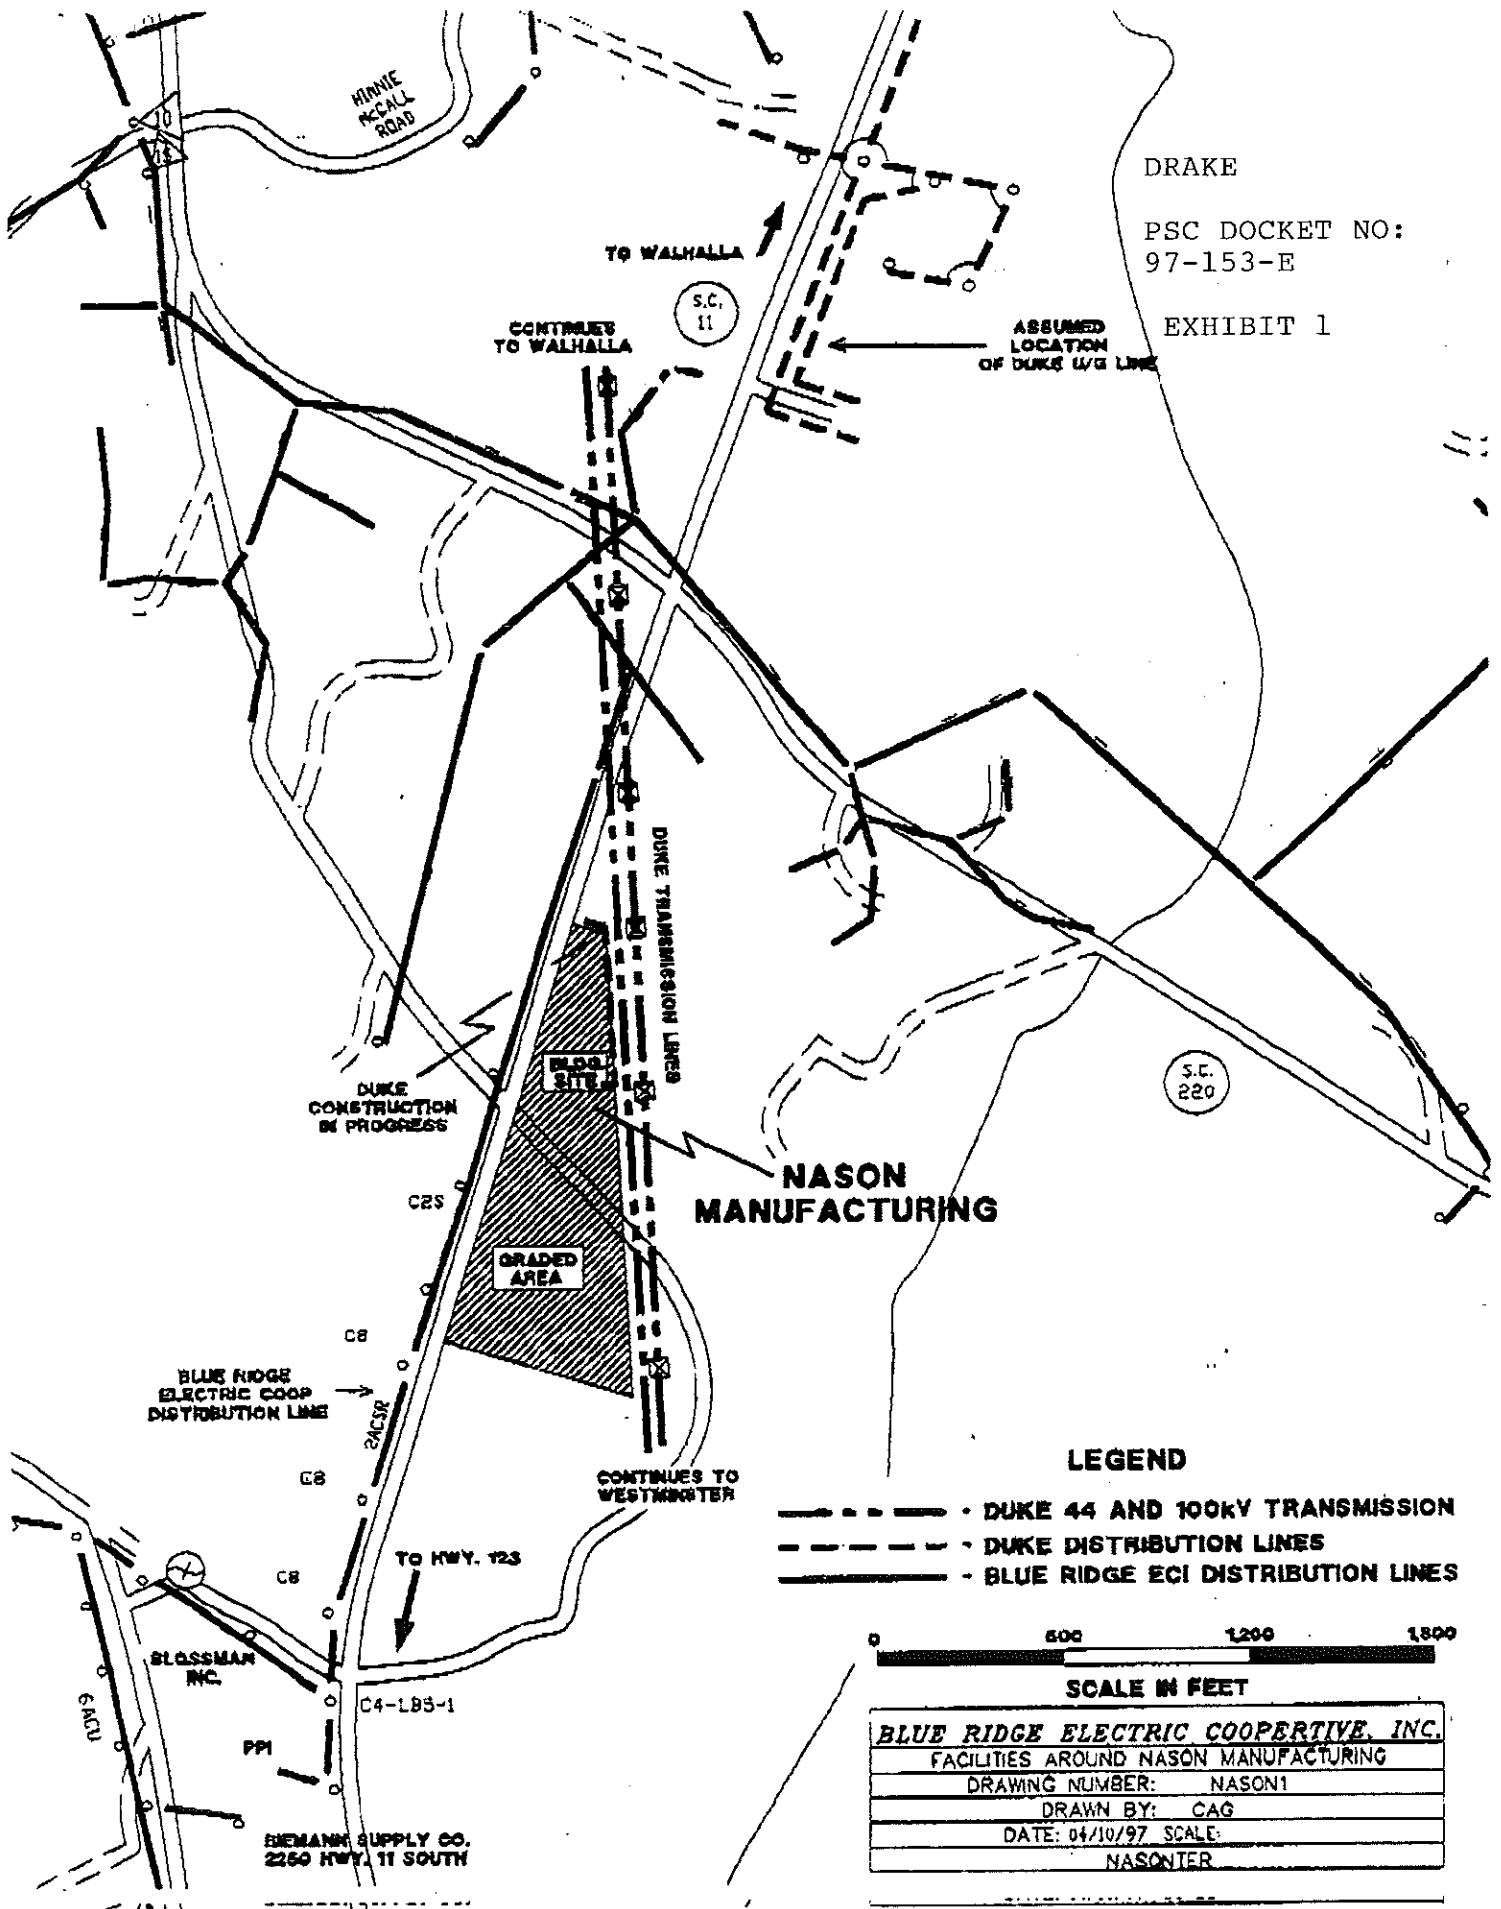 HINNIE
McCALL
ROAD
10
15
DRAKE
PSC DOCKET NO:
97-153-E
EXHIBIT 1
TO WALHALLA
S.C.
11
CONTINUES
TO WALHALLA
ASSUMED
LOCATION
OF DUKE U/G LINE
DUKE TRANSMISSION LINES
BLDG.
SITE
DUKE
CONSTRUCTION
IN PROGRESS
S.C.
220
NASON
MANUFACTURING
C2S
GRADED
AREA
C8
BLUE RIDGE
ELECTRIC COOP
DISTRIBUTION LINE
2ACSR
C8
CONTINUES TO
WESTMINSTER
TO HWY. 123
C8
BLOSSMAN
INC.
6ACU
C4-LBS-1
PPI
BIEMANN SUPPLY CO.
2250 HWY. 11 SOUTH
LEGEND
- DUKE 44 AND 100kV TRANSMISSION
- DUKE DISTRIBUTION LINES
- BLUE RIDGE ECI DISTRIBUTION LINES
0 600 1,200 1,800
SCALE IN FEET
BLUE RIDGE ELECTRIC COOPERTIVE, INC.
FACILITIES AROUND NASON MANUFACTURING
DRAWING NUMBER: NASON1
DRAWN BY: CAG
DATE: 04/10/97 SCALE:
NASONTER